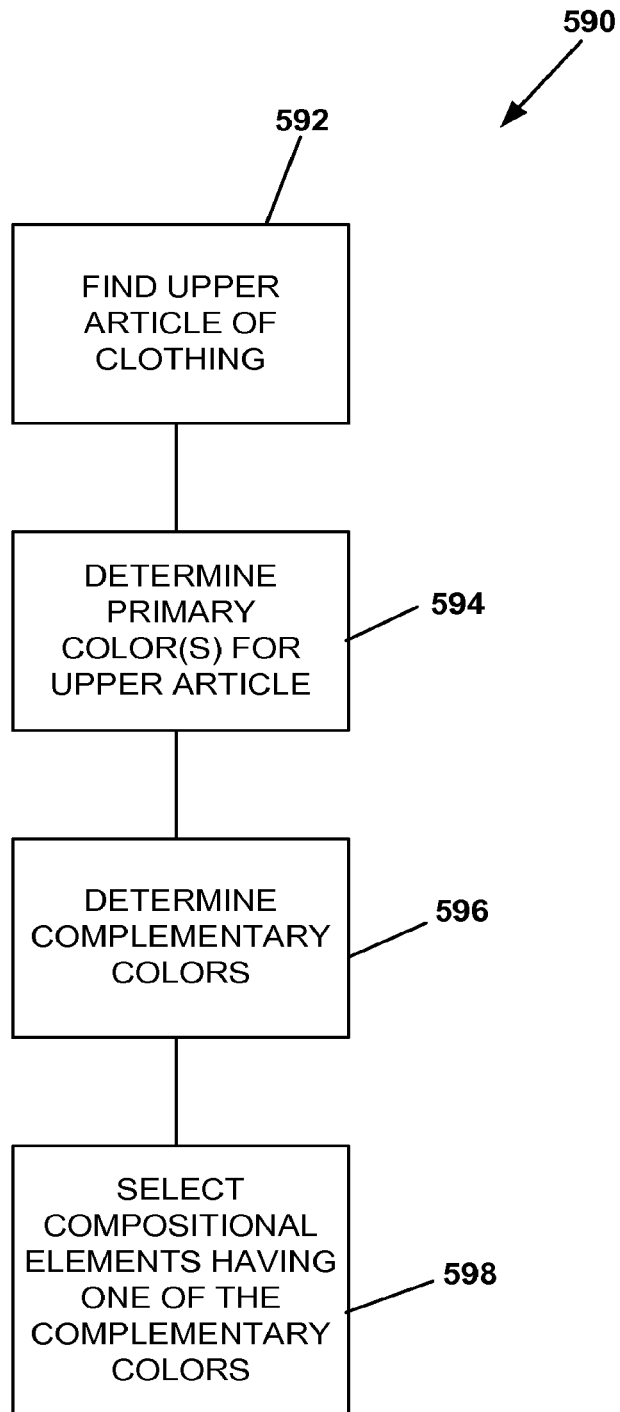 590
592
FIND UPPER
ARTICLE OF
CLOTHING
DETERMINE
PRIMARY
COLOR(S) FOR
UPPER ARTICLE
594
DETERMINE
COMPLEMENTARY
COLORS
596
SELECT
COMPOSITIONAL
ELEMENTS HAVING
ONE OF THE
COMPLEMENTARY
COLORS
598